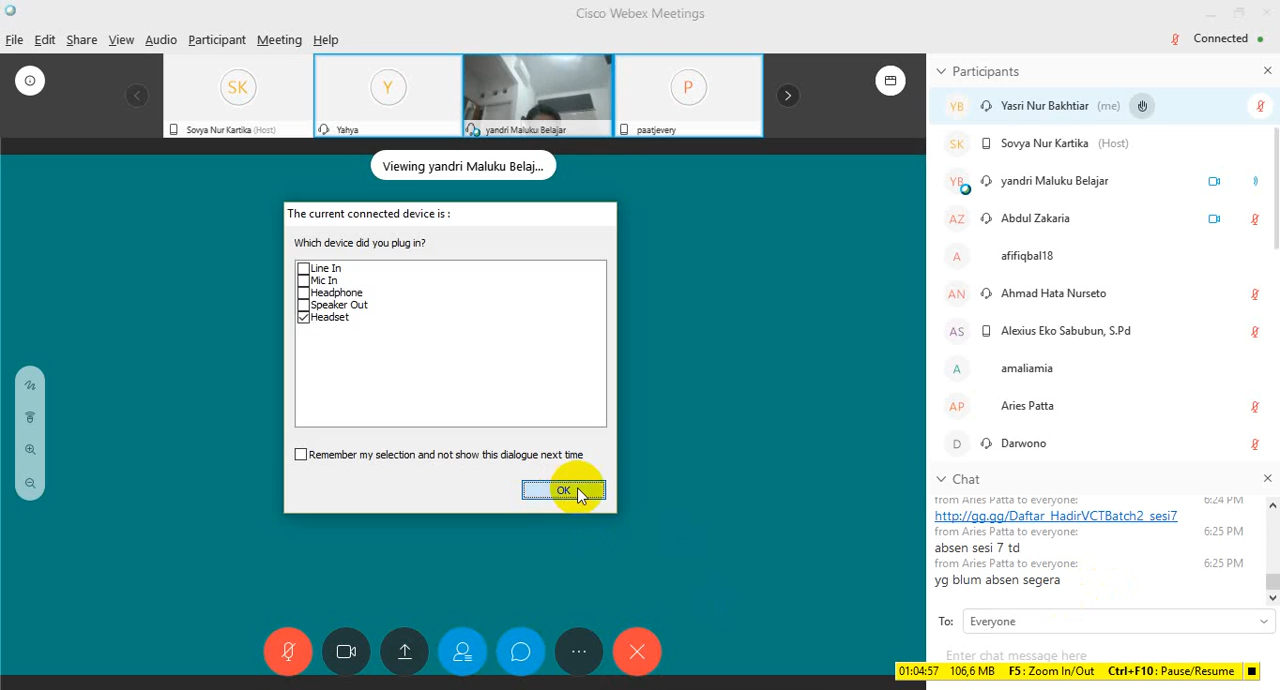 Cisco Webex Meetings
File Edit Share View Audio Participant Meeting Help
Connected
SK
Sovya Nur Kartika (Host)
Y
Yahya
yandri Maluku Belajar
P
paatjevery
Viewing yandri Maluku Belaj...
The current connected device is :
Which device did you plug in?
Line In
Mic In
Headphone
Speaker Out
Headset
Remember my selection and not show this dialogue next time
OK
Participants
YB Yasri Nur Bakhtiar (me)
SK Sovya Nur Kartika (Host)
YB yandri Maluku Belajar
AZ Abdul Zakaria
A afifiqbal18
AN Ahmad Hata Nurseto
AS Alexius Eko Sabubun, S.Pd
A amaliamia
AP Aries Patta
D Darwono
Chat
from Aries Patta to everyone: 6:24 PM
http://gg.gg/Daftar_HadirVCTBatch2_sesi7
from Aries Patta to everyone: 6:25 PM
absen sesi 7 td
from Aries Patta to everyone: 6:25 PM
yg blum absen segera
To: Everyone
Enter chat message here
01:04:57 106,6 MB F5 : Zoom In/Out Ctrl+F10 : Pause/Resume